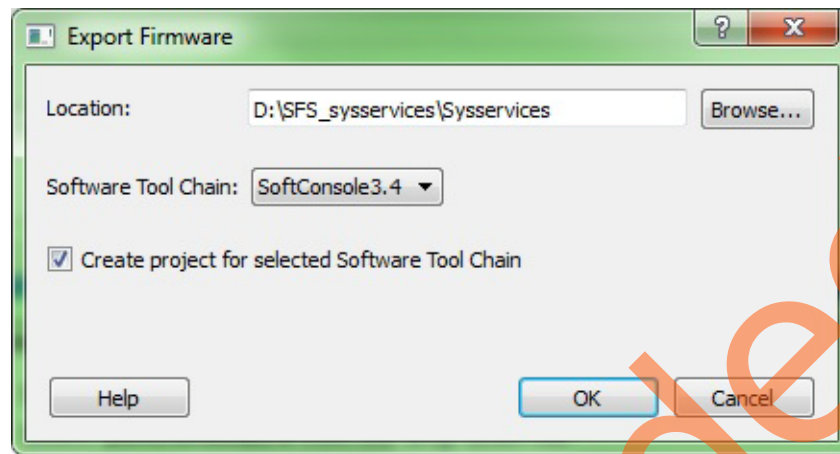 Export Firmware
Location: D:\SFS_sysservices\Sysservices Browse...
Software Tool Chain: SoftConsole3.4
Create project for selected Software Tool Chain
Help OK Cancel